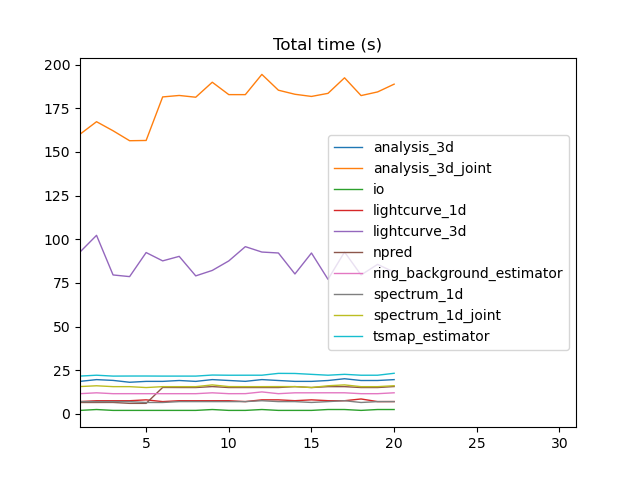 Total time (s)
200
175
150
125
100
75
50
25
0
analysis_3d
analysis_3d_joint
io
lightcurve_1d
lightcurve_3d
npred
ring_background_estimator
spectrum_1d
spectrum_1d_joint
tsmap_estimator
5
10
15
20
25
30